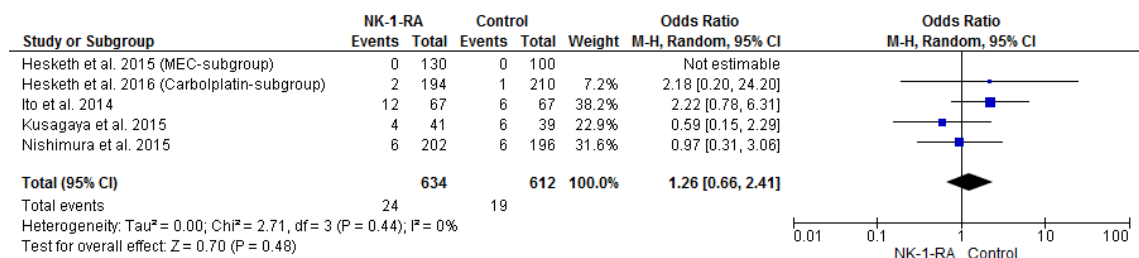 NK-1-RA Control Odds Ratio Odds Ratio
Study or Subgroup Events Total Events Total Weight M-H, Random, 95% CI M-H, Random, 95% CI
Hesketh et al. 2015 (MEC-subgroup) 0 130 0 100 Not estimable
Hesketh et al. 2016 (Carbolplatin-subgroup) 2 194 1 210 7.2% 2.18 [0.20, 24.20]
Ito et al. 2014 12 67 6 67 38.2% 2.22 [0.78, 6.31]
Kusagaya et al. 2015 4 41 6 39 22.9% 0.59 [0.15, 2.29]
Nishimura et al. 2015 6 202 6 196 31.6% 0.97 [0.31, 3.06]
Total (95% CI) 634 612 100.0% 1.26 [0.66, 2.41]
Total events 24 19
Heterogeneity: Tau² = 0.00; Chi² = 2.71, df = 3 (P = 0.44); I² = 0%
Test for overall effect: Z = 0.70 (P = 0.48)
0.01 0.1 1 10 100
NK-1-RA Control